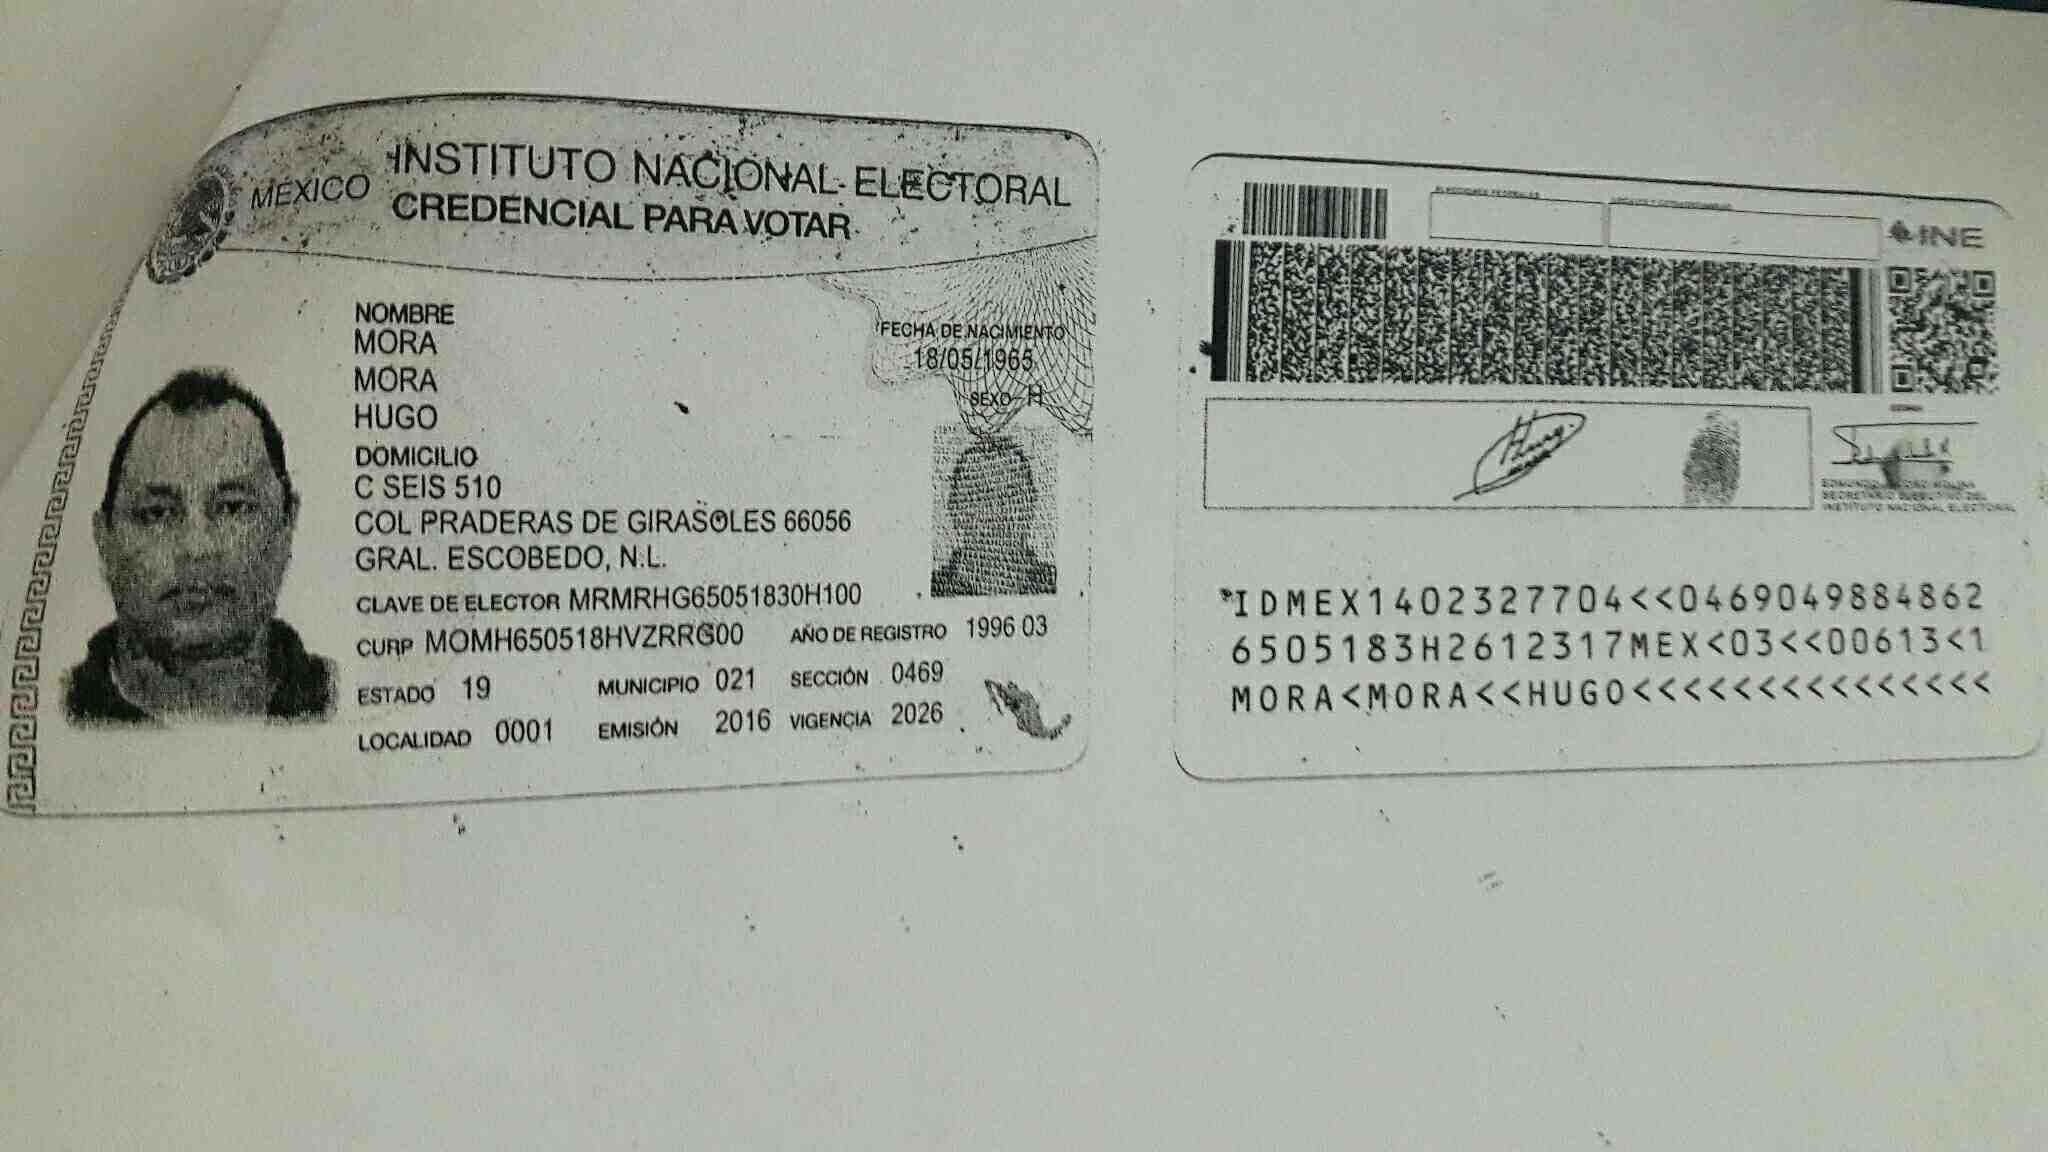 MÉXICO INSTITUTO NACIONAL ELECTORAL
CREDENCIAL PARA VOTAR
NOMBRE
MORA
MORA
HUGO
FECHA DE NACIMIENTO
18/05/1965
SEXO H
DOMICILIO
C SEIS 510
COL PRADERAS DE GIRASOLES 66056
GRAL. ESCOBEDO, N.L.
CLAVE DE ELECTOR MRMRHG65051830H100
CURP MOMH650518HVZRRG00 AÑO DE REGISTRO 1996 03
ESTADO 19 MUNICIPIO 021 SECCIÓN 0469
LOCALIDAD 0001 EMISIÓN 2016 VIGENCIA 2026
ELECCIONES FEDERALES
INE
Hugo
SECRETARIO EJECUTIVO DEL
INSTITUTO NACIONAL ELECTORAL
IDMEX1402327704<<0469049884862
6505183H2612317MEX<03<<00613<1
MORA<MORA<<HUGO<<<<<<<<<<<<<<<